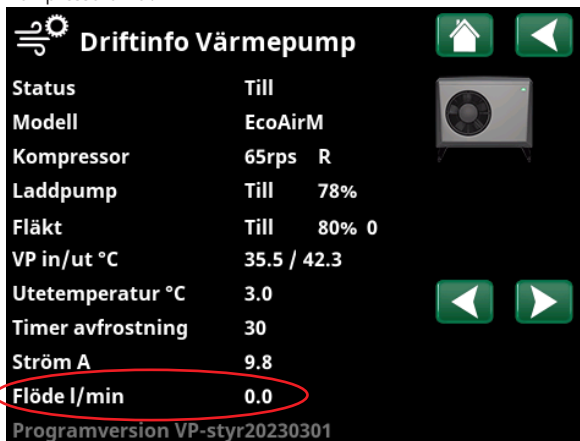 Driftinfo Värmepump
Status Till
Modell EcoAirM
Kompressor 65rps R
Laddpump Till 78%
Fläkt Till 80% 0
VP in/ut °C 35.5 / 42.3
Utetemperatur °C 3.0
Timer avfrostning 30
Ström A 9.8
Flöde l/min 0.0
Programversion VP-styr20230301